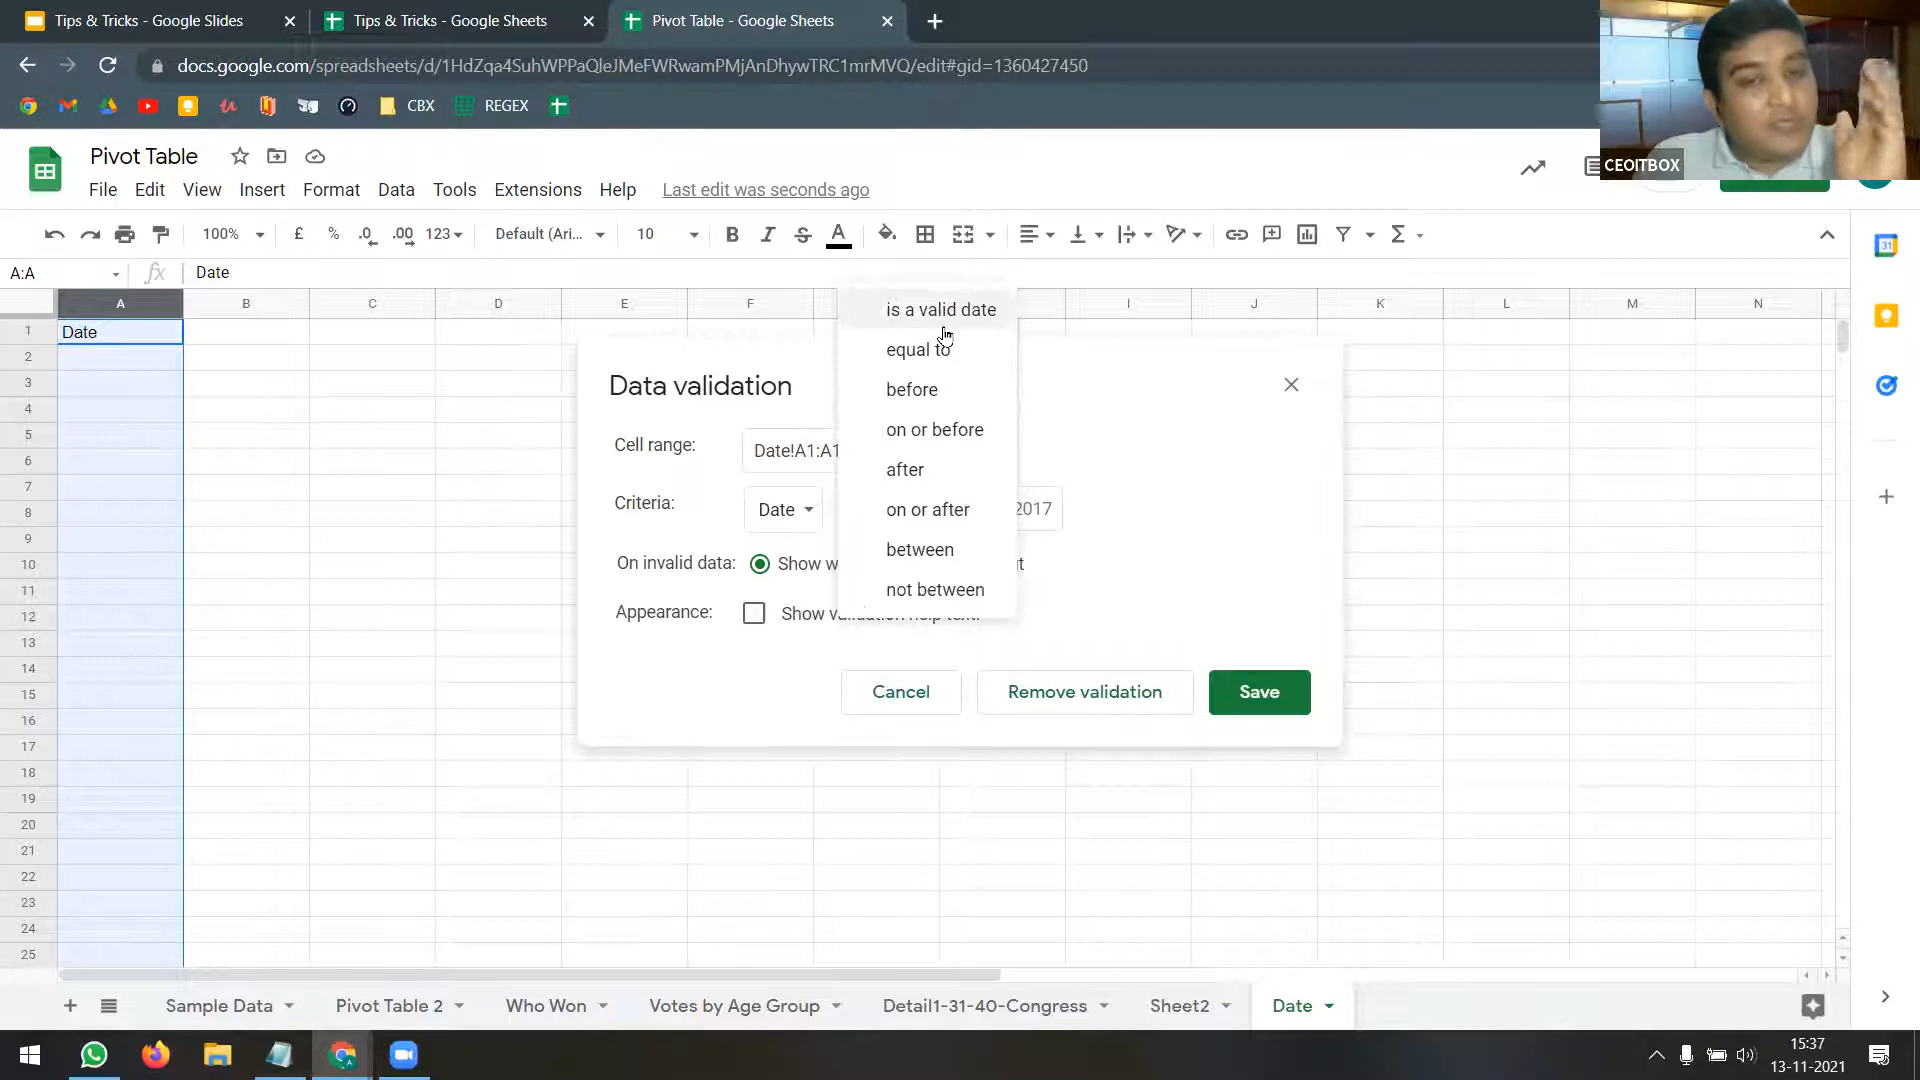 Tips & Tricks - Google Slides
Tips & Tricks - Google Sheets
Pivot Table - Google Sheets
docs.google.com/spreadsheets/d/1HdZqa4SuhWPPaQleJMeFWRwamPMjAnDhywTRC1mrMVQ/edit#gid=1360427450
CBX
REGEX
CEOITBOX
Pivot Table
File Edit View Insert Format Data Tools Extensions Help Last edit was seconds ago
100% £ % .0 .00 123 Default (Ari... 10 B I S A
A:A fx Date
A B C D E F I J K L M N
1 Date
2
3
4
5
6
7
8
9
10
11
12
13
14
15
16
17
18
19
20
21
22
23
24
25
is a valid date
equal to
before
on or before
after
on or after
between
not between
Data validation
Cell range: Date!A1:A1
Criteria: Date 2017
On invalid data: Show w
Appearance: Show
Cancel Remove validation Save
Sample Data Pivot Table 2 Who Won Votes by Age Group Detail1-31-40-Congress Sheet2 Date
31
15:37
13-11-2021